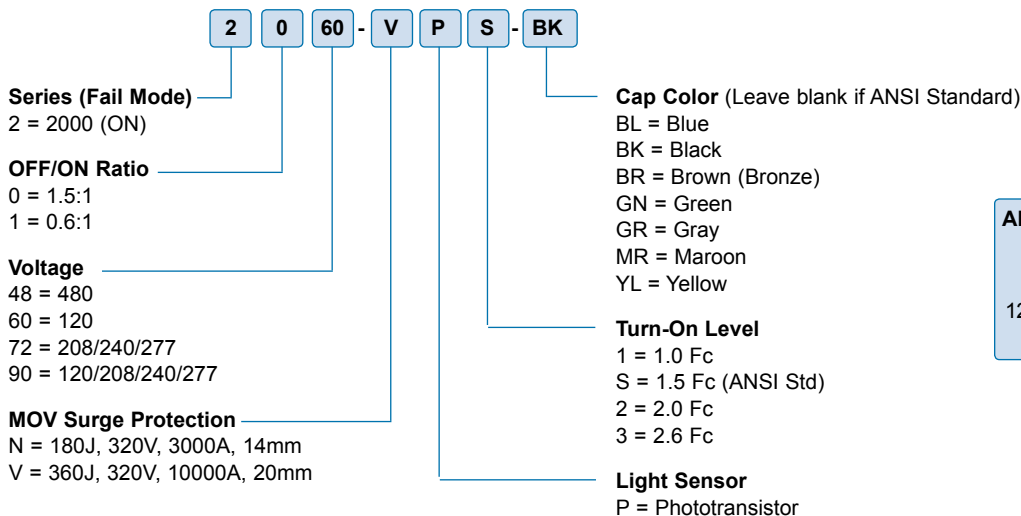 2 0 60 - V P S - BK
Series (Fail Mode)
2 = 2000 (ON)
OFF/ON Ratio
0 = 1.5:1
1 = 0.6:1
Voltage
48 = 480
60 = 120
72 = 208/240/277
90 = 120/208/240/277
MOV Surge Protection
N = 180J, 320V, 3000A, 14mm
V = 360J, 320V, 10000A, 20mm
Cap Color (Leave blank if ANSI Standard)
BL = Blue
BK = Black
BR = Brown (Bronze)
GN = Green
GR = Gray
MR = Maroon
YL = Yellow
Turn-On Level
1 = 1.0 Fc
S = 1.5 Fc (ANSI Std)
2 = 2.0 Fc
3 = 2.6 Fc
Light Sensor
P = Phototransistor